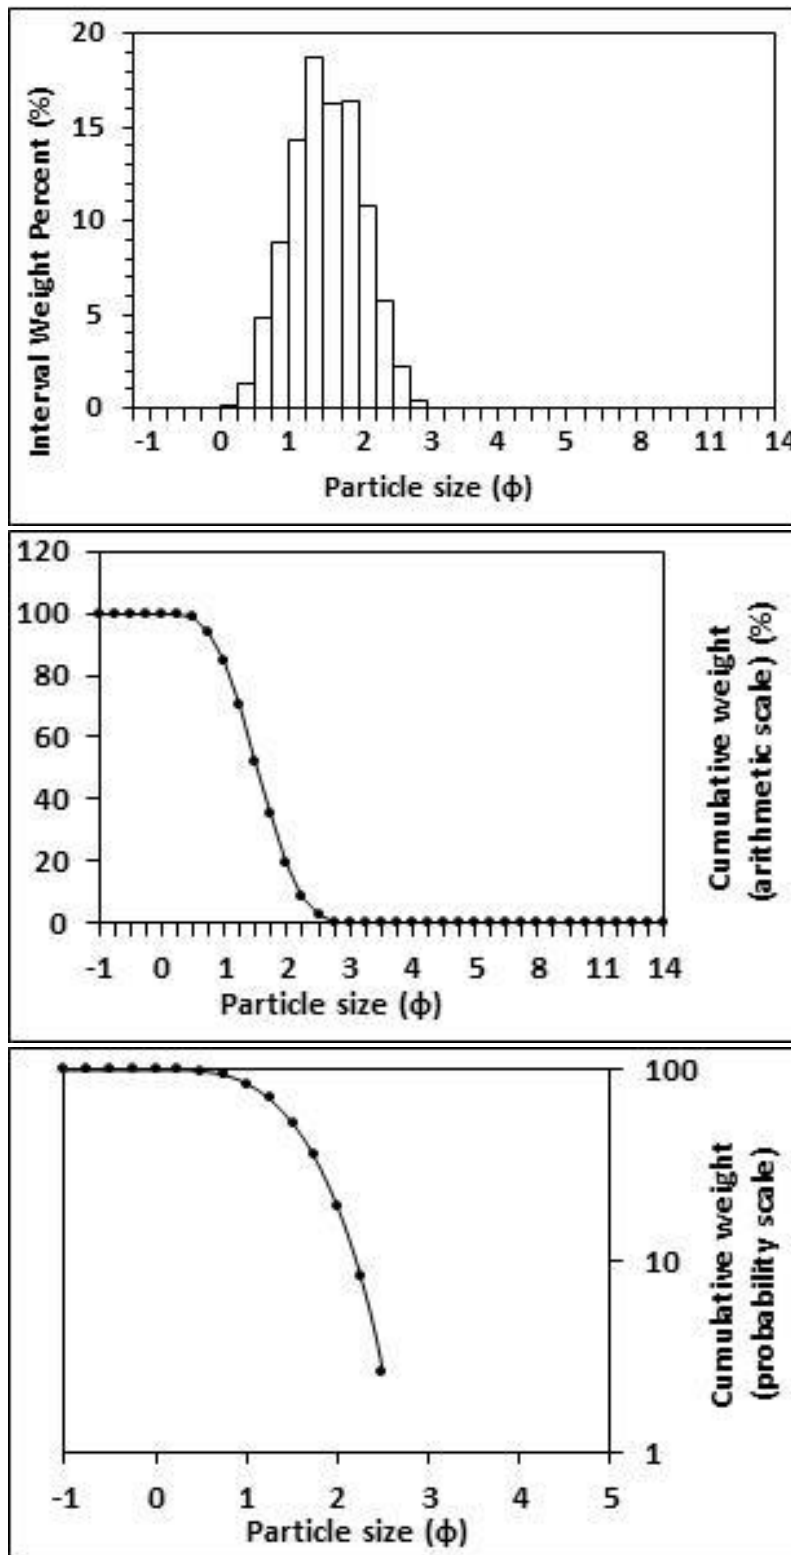 Interval Weight Percent (%)
20
15
10
5
0
-1 0 1 2 3 4 5 8 11 14
Particle size (ϕ)
120
100
80
60
40
20
0
-1 0 1 2 3 4 5 8 11 14
Particle size (ϕ)
Cumulative weight
(arithmetic scale) (%)
100
10
1
-1 0 1 2 3 4 5
Particle size (ϕ)
Cumulative weight
(probability scale)